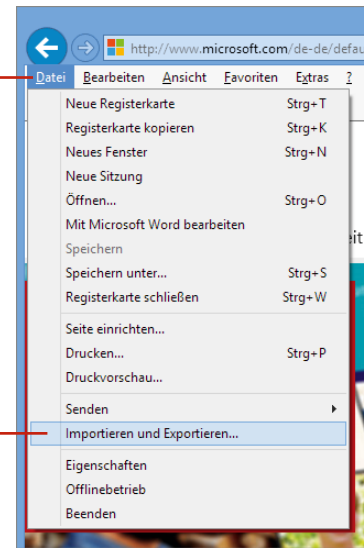 http://www.microsoft.com/de-de/defau
Datei Bearbeiten Ansicht Favoriten Extras ?
Neue Registerkarte Strg+T
Registerkarte kopieren Strg+K
Neues Fenster Strg+N
Neue Sitzung
Öffnen... Strg+O
Mit Microsoft Word bearbeiten
Speichern
Speichern unter... Strg+S
Registerkarte schließen Strg+W
Seite einrichten...
Drucken... Strg+P
Druckvorschau...
Senden
Importieren und Exportieren...
Eigenschaften
Offlinebetrieb
Beenden